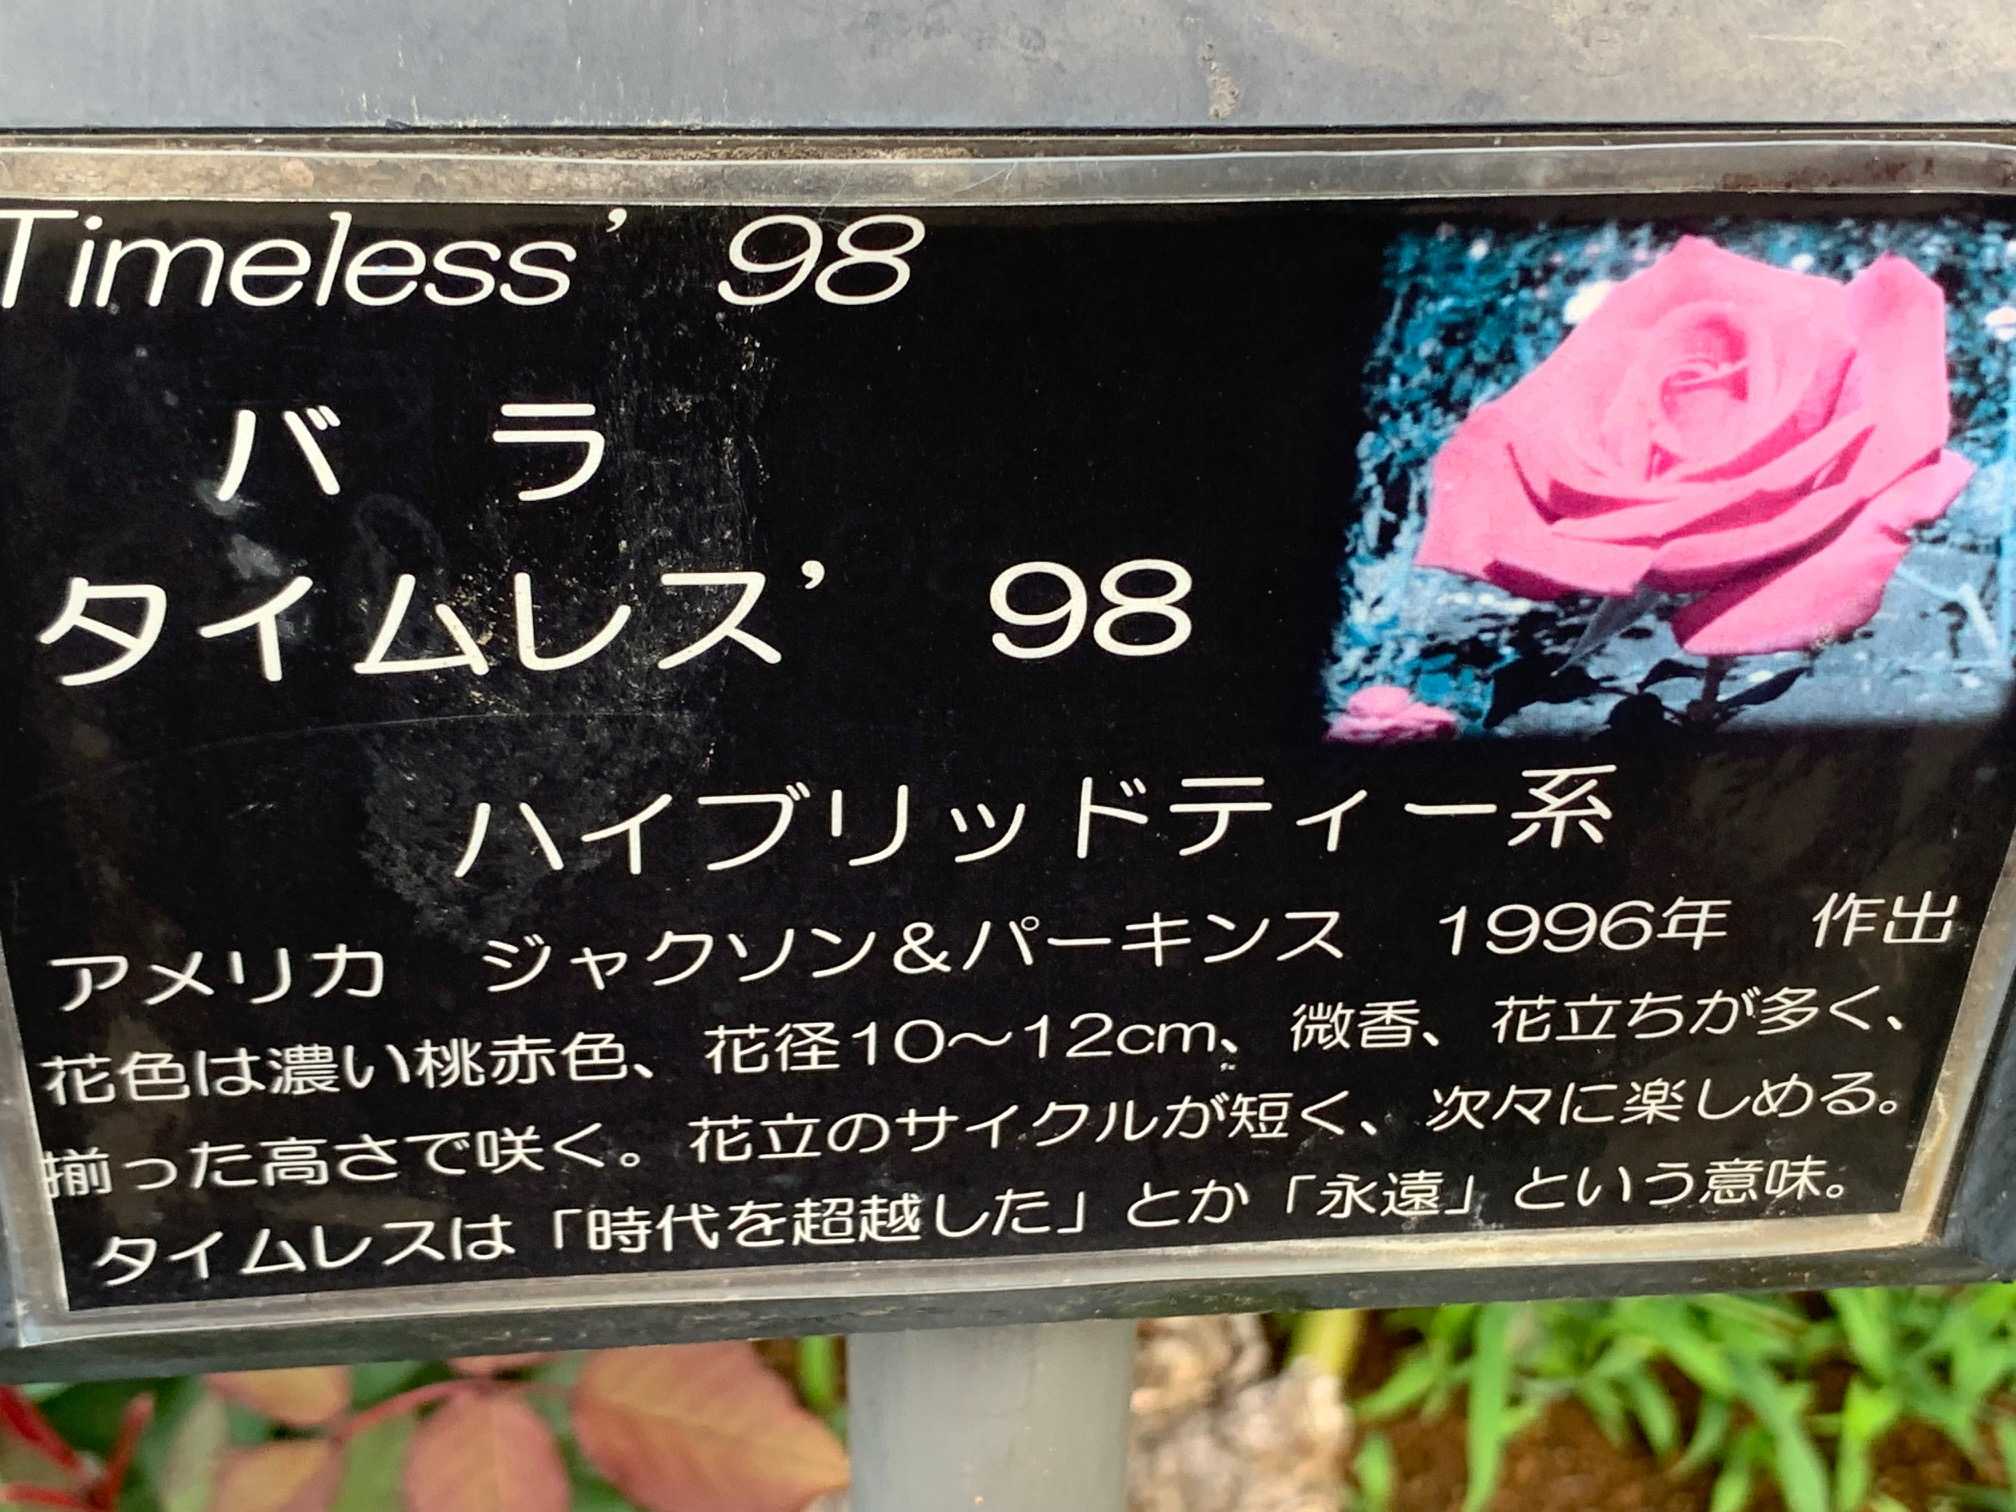 Timeless’ 98
バ ラ
タイムレス’ 98
ハイブリッドティー系
アメリカ ジャクソン&パーキンス 1996年 作出
花色は濃い桃赤色、花径10～12cm、微香、花立ちが多く、
揃った高さで咲く。花立のサイクルが短く、次々に楽しめる。
タイムレスは「時代を超越した」とか「永遠」という意味。